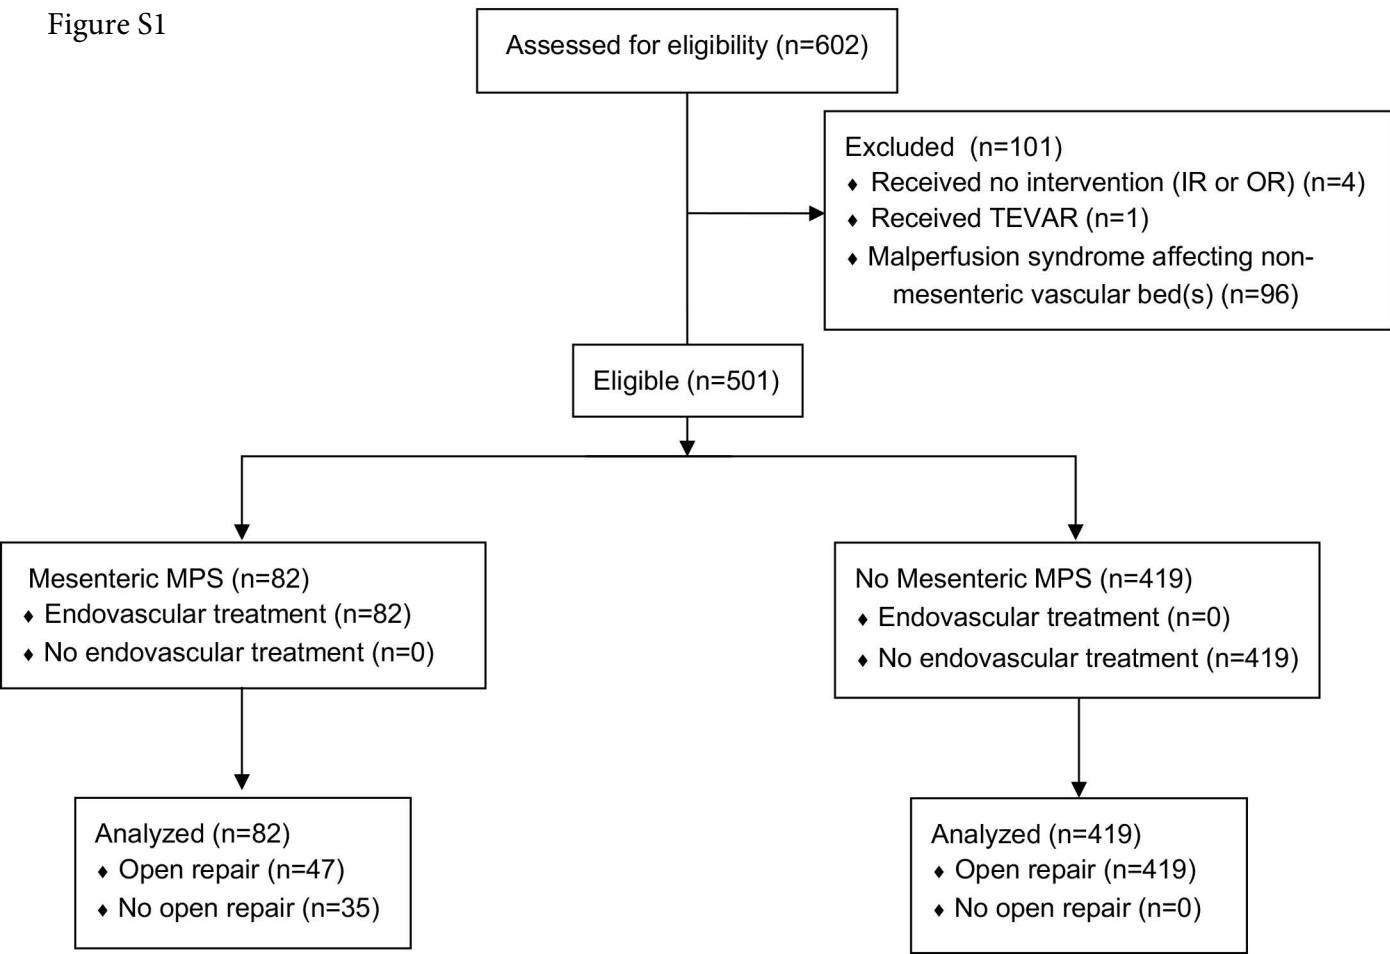 Figure S1
Assessed for eligibility (n=602)
Excluded (n=101)
♦ Received no intervention (IR or OR) (n=4)
♦ Received TEVAR (n=1)
♦ Malperfusion syndrome affecting non-
mesenteric vascular bed(s) (n=96)
Eligible (n=501)
Mesenteric MPS (n=82)
♦ Endovascular treatment (n=82)
♦ No endovascular treatment (n=0)
No Mesenteric MPS (n=419)
♦ Endovascular treatment (n=0)
♦ No endovascular treatment (n=419)
Analyzed (n=82)
♦ Open repair (n=47)
♦ No open repair (n=35)
Analyzed (n=419)
♦ Open repair (n=419)
♦ No open repair (n=0)